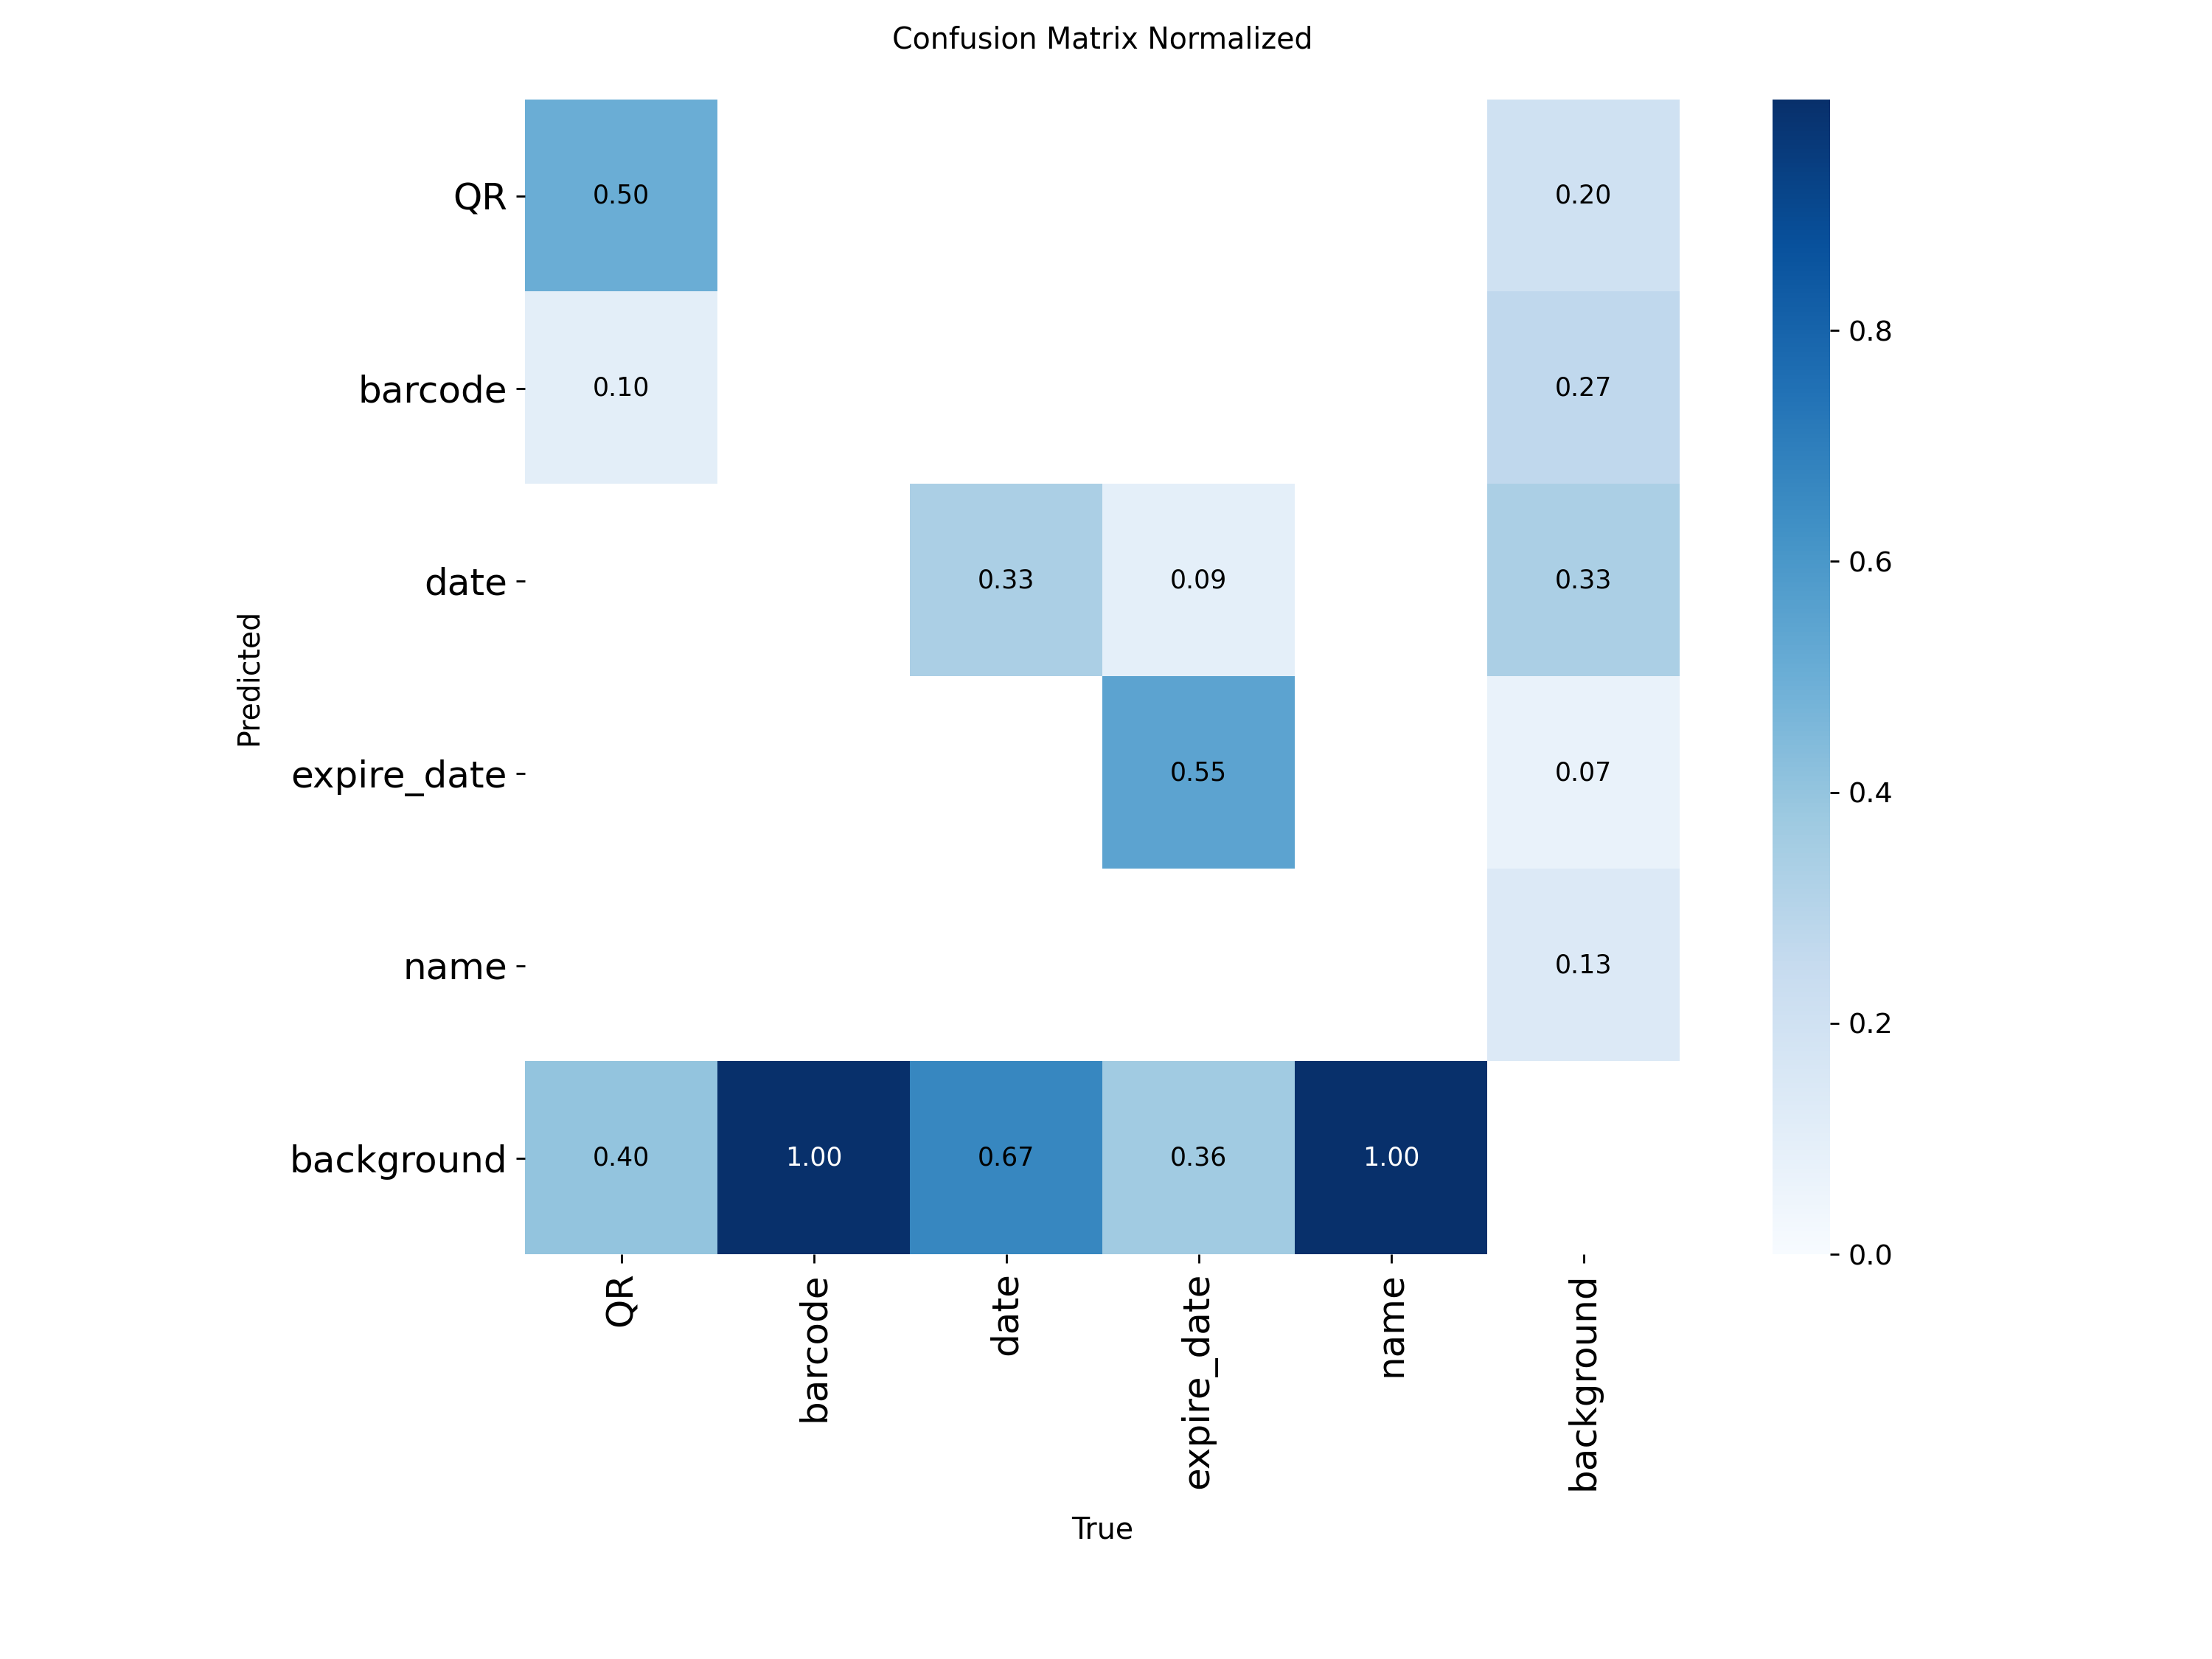 Confusion Matrix Normalized
QR
0.50
0.20
barcode
0.10
0.27
date
0.33
0.09
0.33
expire_date
0.55
0.07
name
0.13
background
0.40
1.00
0.67
0.36
1.00
Predicted
QR
barcode
date
expire_date
name
background
True
0.8
0.6
0.4
0.2
0.0